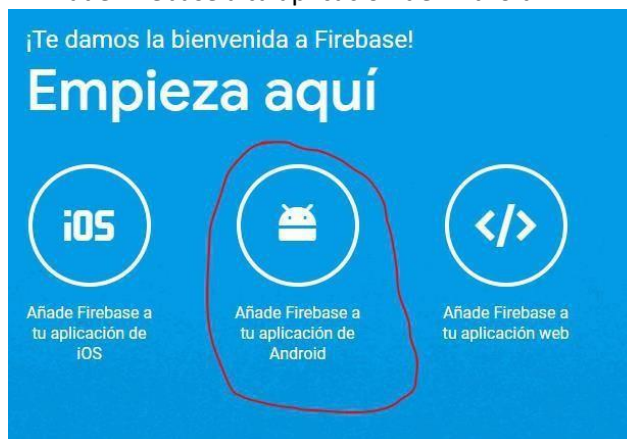 ¡Te damos la bienvenida a Firebase!
Empieza aquí
iOS
</>
Añade Firebase a
tu aplicación de
iOS
Añade Firebase a
tu aplicación de
Android
Añade Firebase a
tu aplicación web